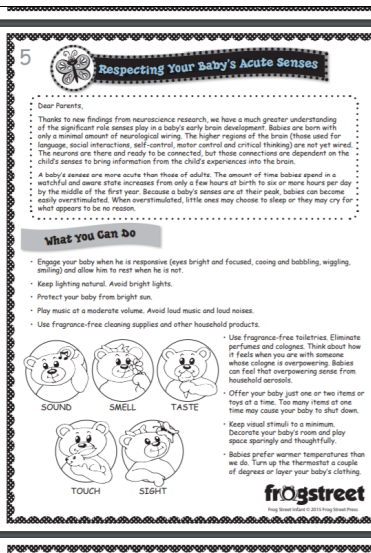 5
Respecting Your Baby's Acute Senses
Dear Parents,
Thanks to new findings from neuroscience research, we have a much greater understanding
of the significant role senses play in a baby's early brain development. Babies are born with
only a minimal amount of neurological wiring. The higher regions of the brain (those used for
language, social interactions, self-control, motor control and critical thinking) are not yet wired.
The neurons are there and ready to be connected, but those connections are dependent on the
child's senses to bring information from the child's experiences into the brain.
A baby's senses are more acute than those of adults. The amount of time babies spend in a
watchful and aware state increases from only a few hours at birth to six or more hours per day
by the middle of the first year. Because a baby's senses are at their peak, babies can become
easily overstimulated. When overstimulated, little ones may choose to sleep or they may cry for
what appears to be no reason.
What You Can Do
• Engage your baby when he is responsive (eyes bright and focused, cooing and babbling, wiggling,
smiling) and allow him to rest when he is not.
• Keep lighting natural. Avoid bright lights.
• Protect your baby from bright sun.
• Play music at a moderate volume. Avoid loud music and loud noises.
• Use fragrance-free cleaning supplies and other household products.
• Use fragrance-free toiletries. Eliminate
perfumes and colognes. Think about how
it feels when you are with someone
whose cologne is overpowering. Babies
can feel that overpowering sense from
household aerosols.
• Offer your baby just one or two items or
toys at a time. Too many items at one
time may cause your baby to shut down.
• Keep visual stimuli to a minimum.
Decorate your baby's room and play
space sparingly and thoughtfully.
• Babies prefer warmer temperatures than
we do. Turn up the thermostat a couple
of degrees or layer your baby's clothing.
SOUND
SMELL
TASTE
TOUCH
SIGHT
frogstreet
Frog Street Infant © 2015 Frog Street Press